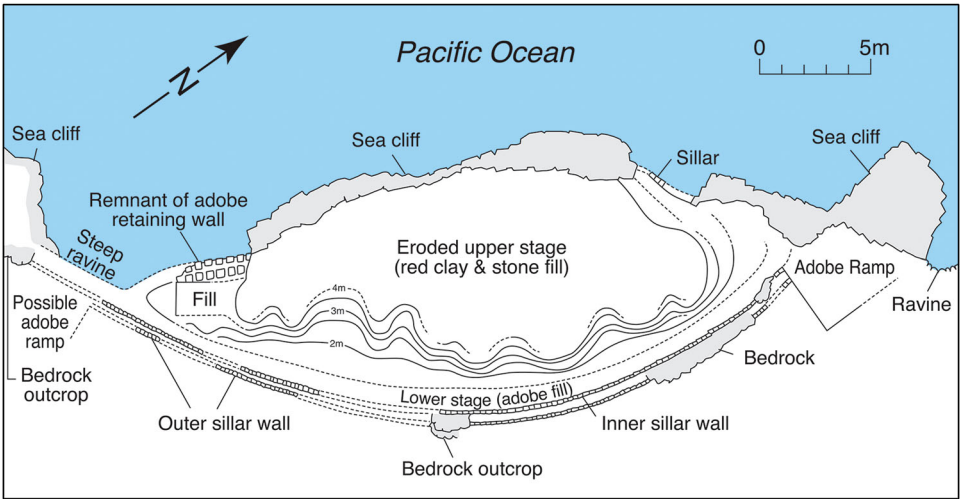 Pacific Ocean
N
0
5m
Sea cliff
Sea cliff
Sea cliff
Sillar
Remnant of adobe
retaining wall
Steep
ravine
Eroded upper stage
(red clay & stone fill)
Adobe Ramp
Fill
4m
3m
2m
Ravine
Possible
adobe
ramp
Bedrock
Bedrock
outcrop
Lower stage (adobe fill)
Outer sillar wall
Inner sillar wall
Bedrock outcrop